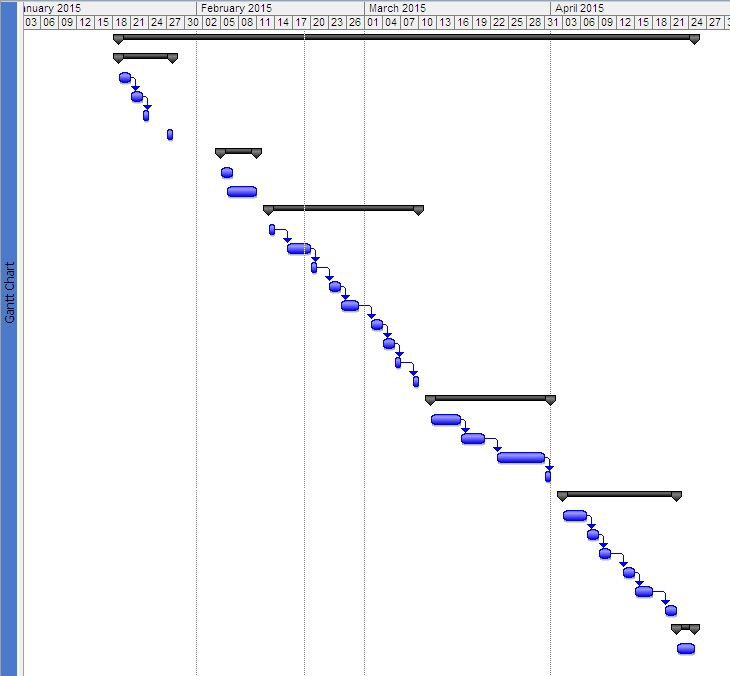 nuary 2015 February 2015 March 2015 April 2015
03 06 09 12 15 18 21 24 27 30 02 05 08 11 14 17 20 23 26 01 04 07 10 13 16 19 22 25 28 31 03 06 09 12 15 18 21 24 27
Gantt Chart